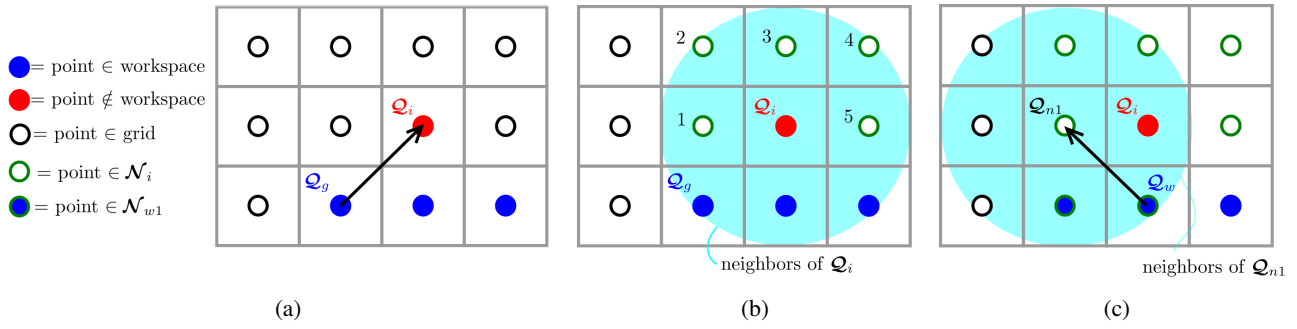 = point ∈ workspace
= point ∉ workspace
= point ∈ grid
= point ∈ 𝓝ᵢ
= point ∈ 𝓝w1
𝓠ᵢ
𝓠g
(a)
2 3 4
𝓠ᵢ
1 5
𝓠g
neighbors of 𝓠ᵢ
(b)
𝓠n1 𝓠ᵢ
𝓠w
neighbors of 𝓠n1
(c)